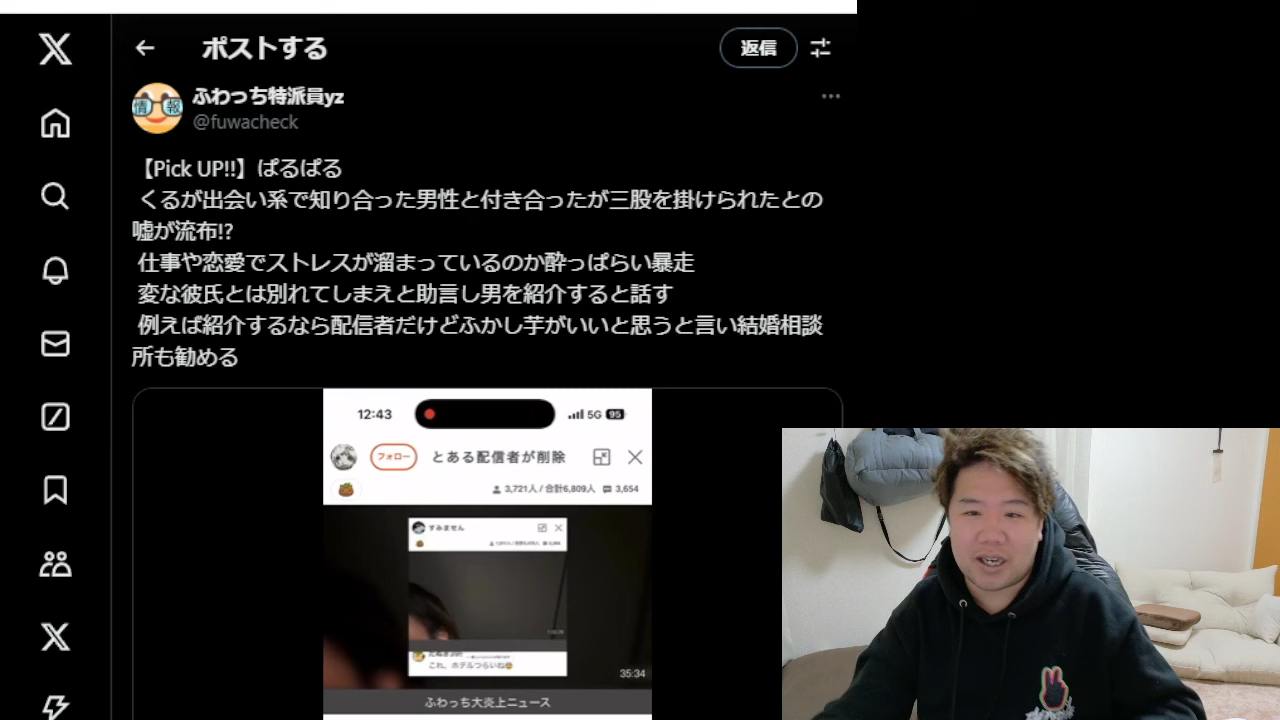 ポストする
返信
ふわっち特派員yz
@fuwacheck
情 報
【Pick UP!!】ぱるぱる
くるが出会い系で知り合った男性と付き合ったが三股を掛けられたとの
嘘が流布!?
仕事や恋愛でストレスが溜まっているのか酔っぱらい暴走
変な彼氏とは別れてしまえと助言し男を紹介すると話す
例えば紹介するなら配信者だけどふかし芋がいいと思うと言い結婚相談
所も勧める
12:43
5G 95
フォロー とある配信者が削除
3,721人 / 合計6,809人 3,654
すみません
これ、ホテルつらいね
35:34
ふわっち大炎上ニュース